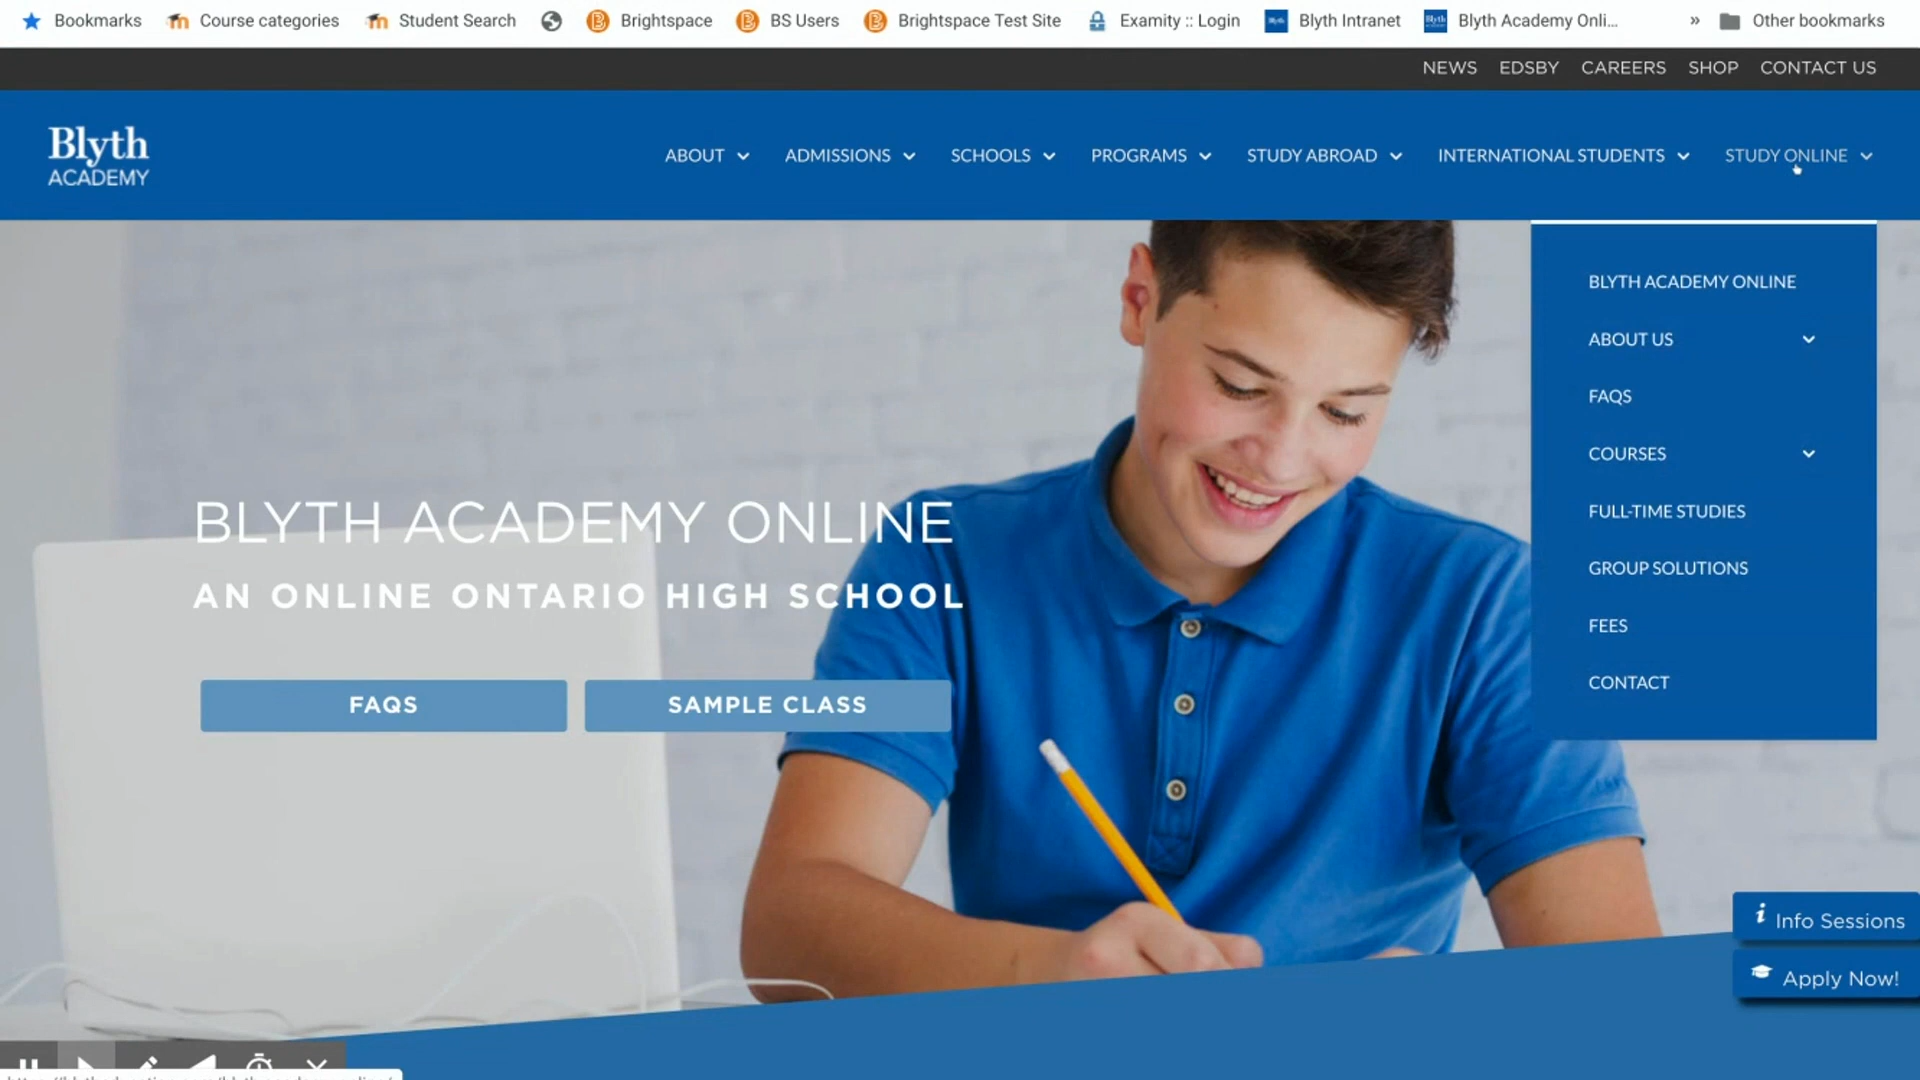 Bookmarks Course categories Student Search Brightspace BS Users Brightspace Test Site Examity :: Login Blyth Intranet Blyth Academy Onli... » Other bookmarks
NEWS EDSBY CAREERS SHOP CONTACT US
Blyth
ACADEMY
ABOUT ADMISSIONS SCHOOLS PROGRAMS STUDY ABROAD INTERNATIONAL STUDENTS STUDY ONLINE
BLYTH ACADEMY ONLINE
ABOUT US
FAQS
COURSES
FULL-TIME STUDIES
GROUP SOLUTIONS
FEES
CONTACT
BLYTH ACADEMY ONLINE
AN ONLINE ONTARIO HIGH SCHOOL
FAQS SAMPLE CLASS
Info Sessions
Apply Now!